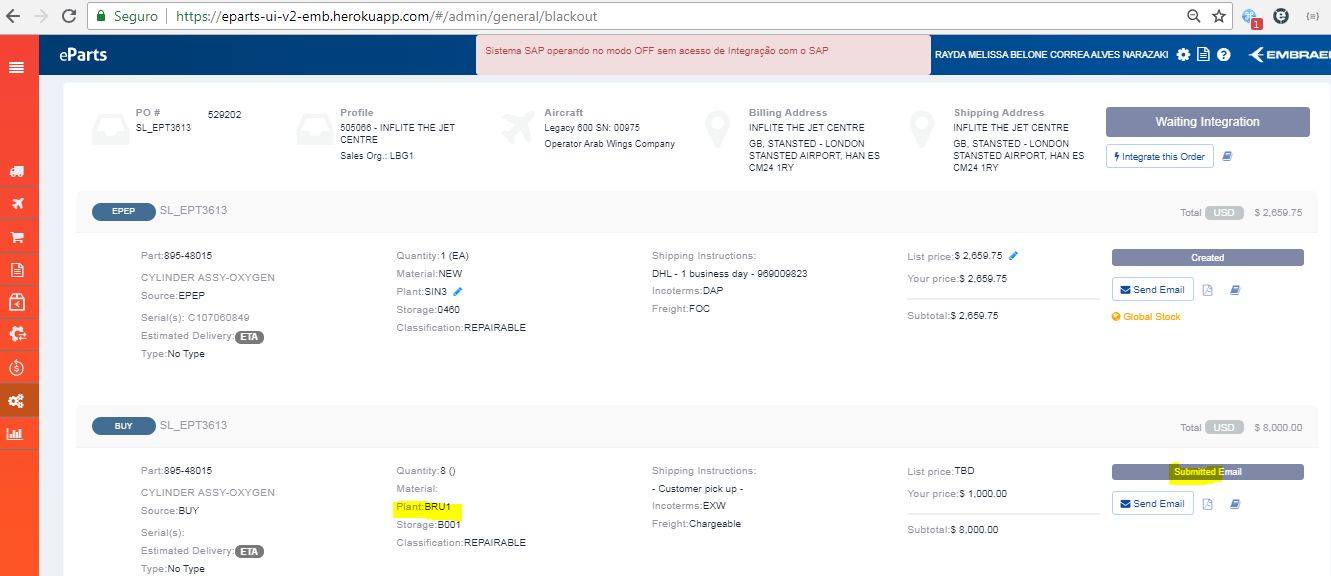 Seguro https://eparts-ui-v2-emb.herokuapp.com/#/admin/general/blackout
1
eParts
Sistema SAP operando no modo OFF sem acesso de Integração com o SAP
RAYDA MELISSA BELONE CORREA ALVES NARAZAKI
EMBRAE
PO #
SL_EPT3613
529202
Profile
505066 - INFLITE THE JET
CENTRE
Sales Org.: LBG1
Aircraft
Legacy 600 SN: 00975
Operator Arab Wings Company
Billing Address
INFLITE THE JET CENTRE
GB, STANSTED - LONDON
STANSTED AIRPORT, HAN ES
CM24 1RY
Shipping Address
INFLITE THE JET CENTRE
GB, STANSTED - LONDON
STANSTED AIRPORT, HAN ES
CM24 1RY
Waiting Integration
Integrate this Order
EPEP SL_EPT3613
Total USD $ 2,659.75
Part:895-48015
CYLINDER ASSY-OXYGEN
Source:EPEP
Serial(s): C107060849
Estimated Delivery: ETA
Type:No Type
Quantity:1 (EA)
Material:NEW
Plant:SIN3
Storage:0460
Classification:REPAIRABLE
Shipping Instructions:
DHL - 1 business day - 969009823
Incoterms:DAP
Freight:FOC
List price:$ 2,659.75
Your price:$ 2,659.75
Subtotal:$ 2,659.75
Created
Send Email
Global Stock
BUY SL_EPT3613
Total USD $ 8,000.00
Part:895-48015
CYLINDER ASSY-OXYGEN
Source:BUY
Serial(s):
Estimated Delivery: ETA
Type:No Type
Quantity:8 ()
Material:
Plant:BRU1
Storage:B001
Classification:REPAIRABLE
Shipping Instructions:
- Customer pick up -
Incoterms:EXW
Freight:Chargeable
List price:TBD
Your price:$ 1,000.00
Subtotal:$ 8,000.00
Submitted Email
Send Email